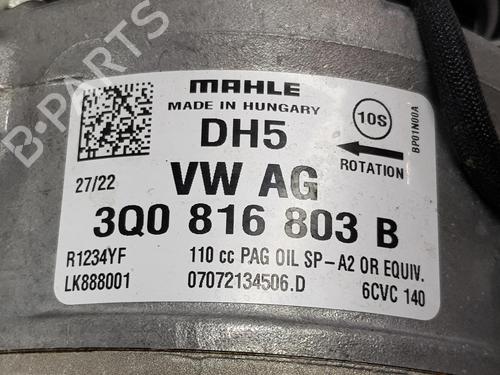 B-PARTS
MAHLE
MADE IN HUNGARY
DH5
10S
ROTATION
BP01N00A
27/22
VW AG
3Q0 816 803 B
R1234YF
110 cc PAG OIL SP-A2 OR EQUIV.
LK888001
07072134506.D
6CVC 140